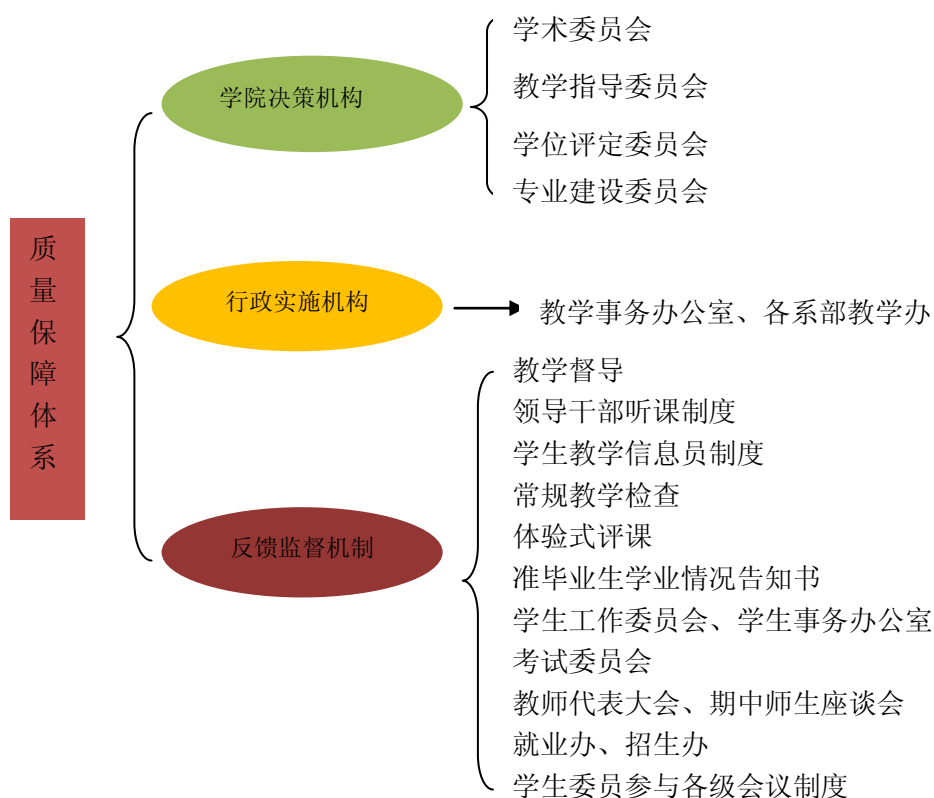 质量保障体系
学院决策机构
学术委员会
教学指导委员会
学位评定委员会
专业建设委员会
行政实施机构
教学事务办公室、各系部教学办
反馈监督机制
教学督导
领导干部听课制度
学生教学信息员制度
常规教学检查
体验式评课
准毕业生学业情况告知书
学生工作委员会、学生事务办公室
考试委员会
教师代表大会、期中师生座谈会
就业办、招生办
学生委员参与各级会议制度